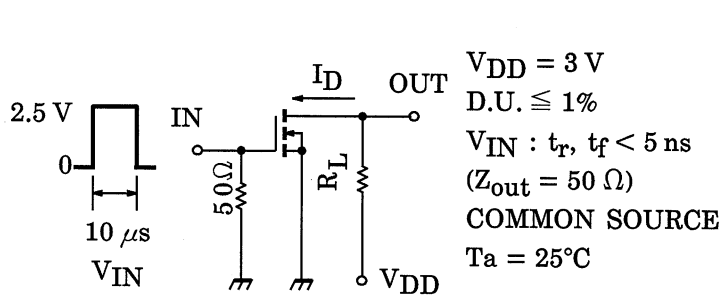 2.5 V
0
10 μs
VIN
IN
50Ω
ID
OUT
RL
VDD
VDD = 3 V
D.U. ≦ 1%
VIN : tr, tf < 5 ns
(Zout = 50 Ω)
COMMON SOURCE
Ta = 25°C